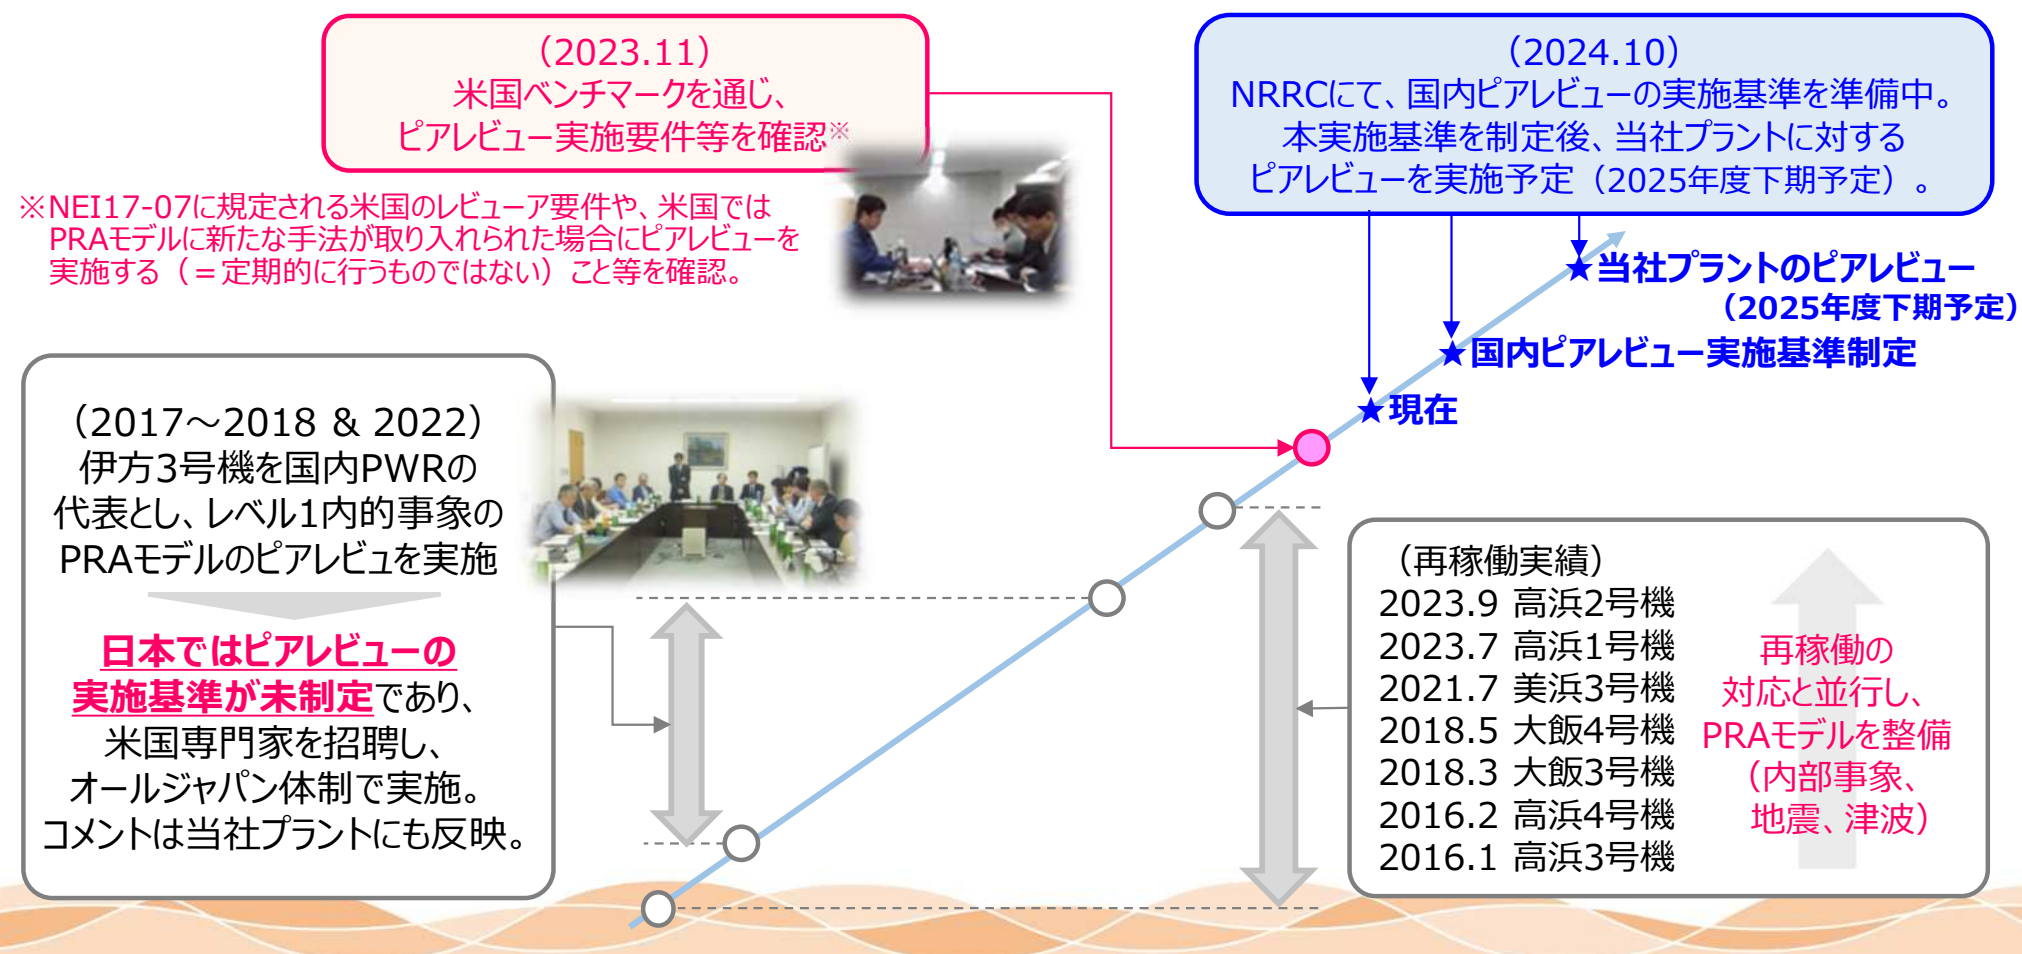 （2023.11）
米国ベンチマークを通じ、
ピアレビュー実施要件等を確認※
※NEI17-07に規定される米国のレビューア要件や、米国では
PRAモデルに新たな手法が取り入れられた場合にピアレビューを
実施する（＝定期的に行うものではない）こと等を確認。
（2024.10）
NRRCにて、国内ピアレビューの実施基準を準備中。
本実施基準を制定後、当社プラントに対する
ピアレビューを実施予定（2025年度下期予定）。
★当社プラントのピアレビュー
（2025年度下期予定）
★国内ピアレビュー実施基準制定
★現在
（2017～2018 & 2022）
伊方3号機を国内PWRの
代表とし、レベル1内的事象の
PRAモデルのピアレビュを実施
日本ではピアレビューの
実施基準が未制定であり、
米国専門家を招聘し、
オールジャパン体制で実施。
コメントは当社プラントにも反映。
（再稼働実績）
2023.9 高浜2号機
2023.7 高浜1号機
2021.7 美浜3号機
2018.5 大飯4号機
2018.3 大飯3号機
2016.2 高浜4号機
2016.1 高浜3号機
再稼働の
対応と並行し、
PRAモデルを整備
（内部事象、
地震、津波）